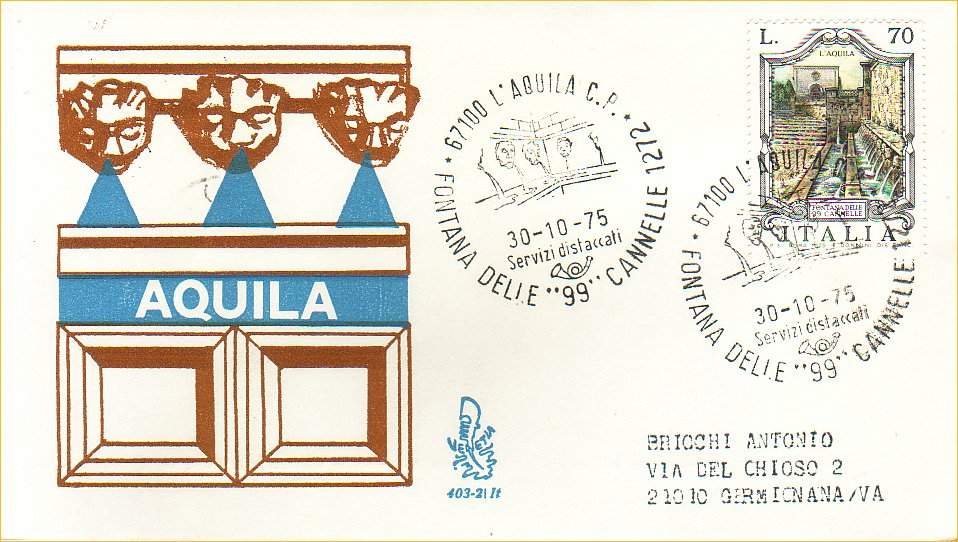 AQUILA
67100 L'AQUILA C.P.
FONTANA DELLE "99" CANNELLE 1272
30-10-75
Servizi distaccati
L. 70
L'AQUILA
FONTANA DELLE
99 CANNELLE
ITALIA
67100 L'AQUILA
FONTANA DELLE "99" CANNELLE
30-10-75
Servizi distaccati
403-2 It
BRIOCHI ANTONIO
VIA DEL CHIOSO 2
21010 GERMIGNANA/VA